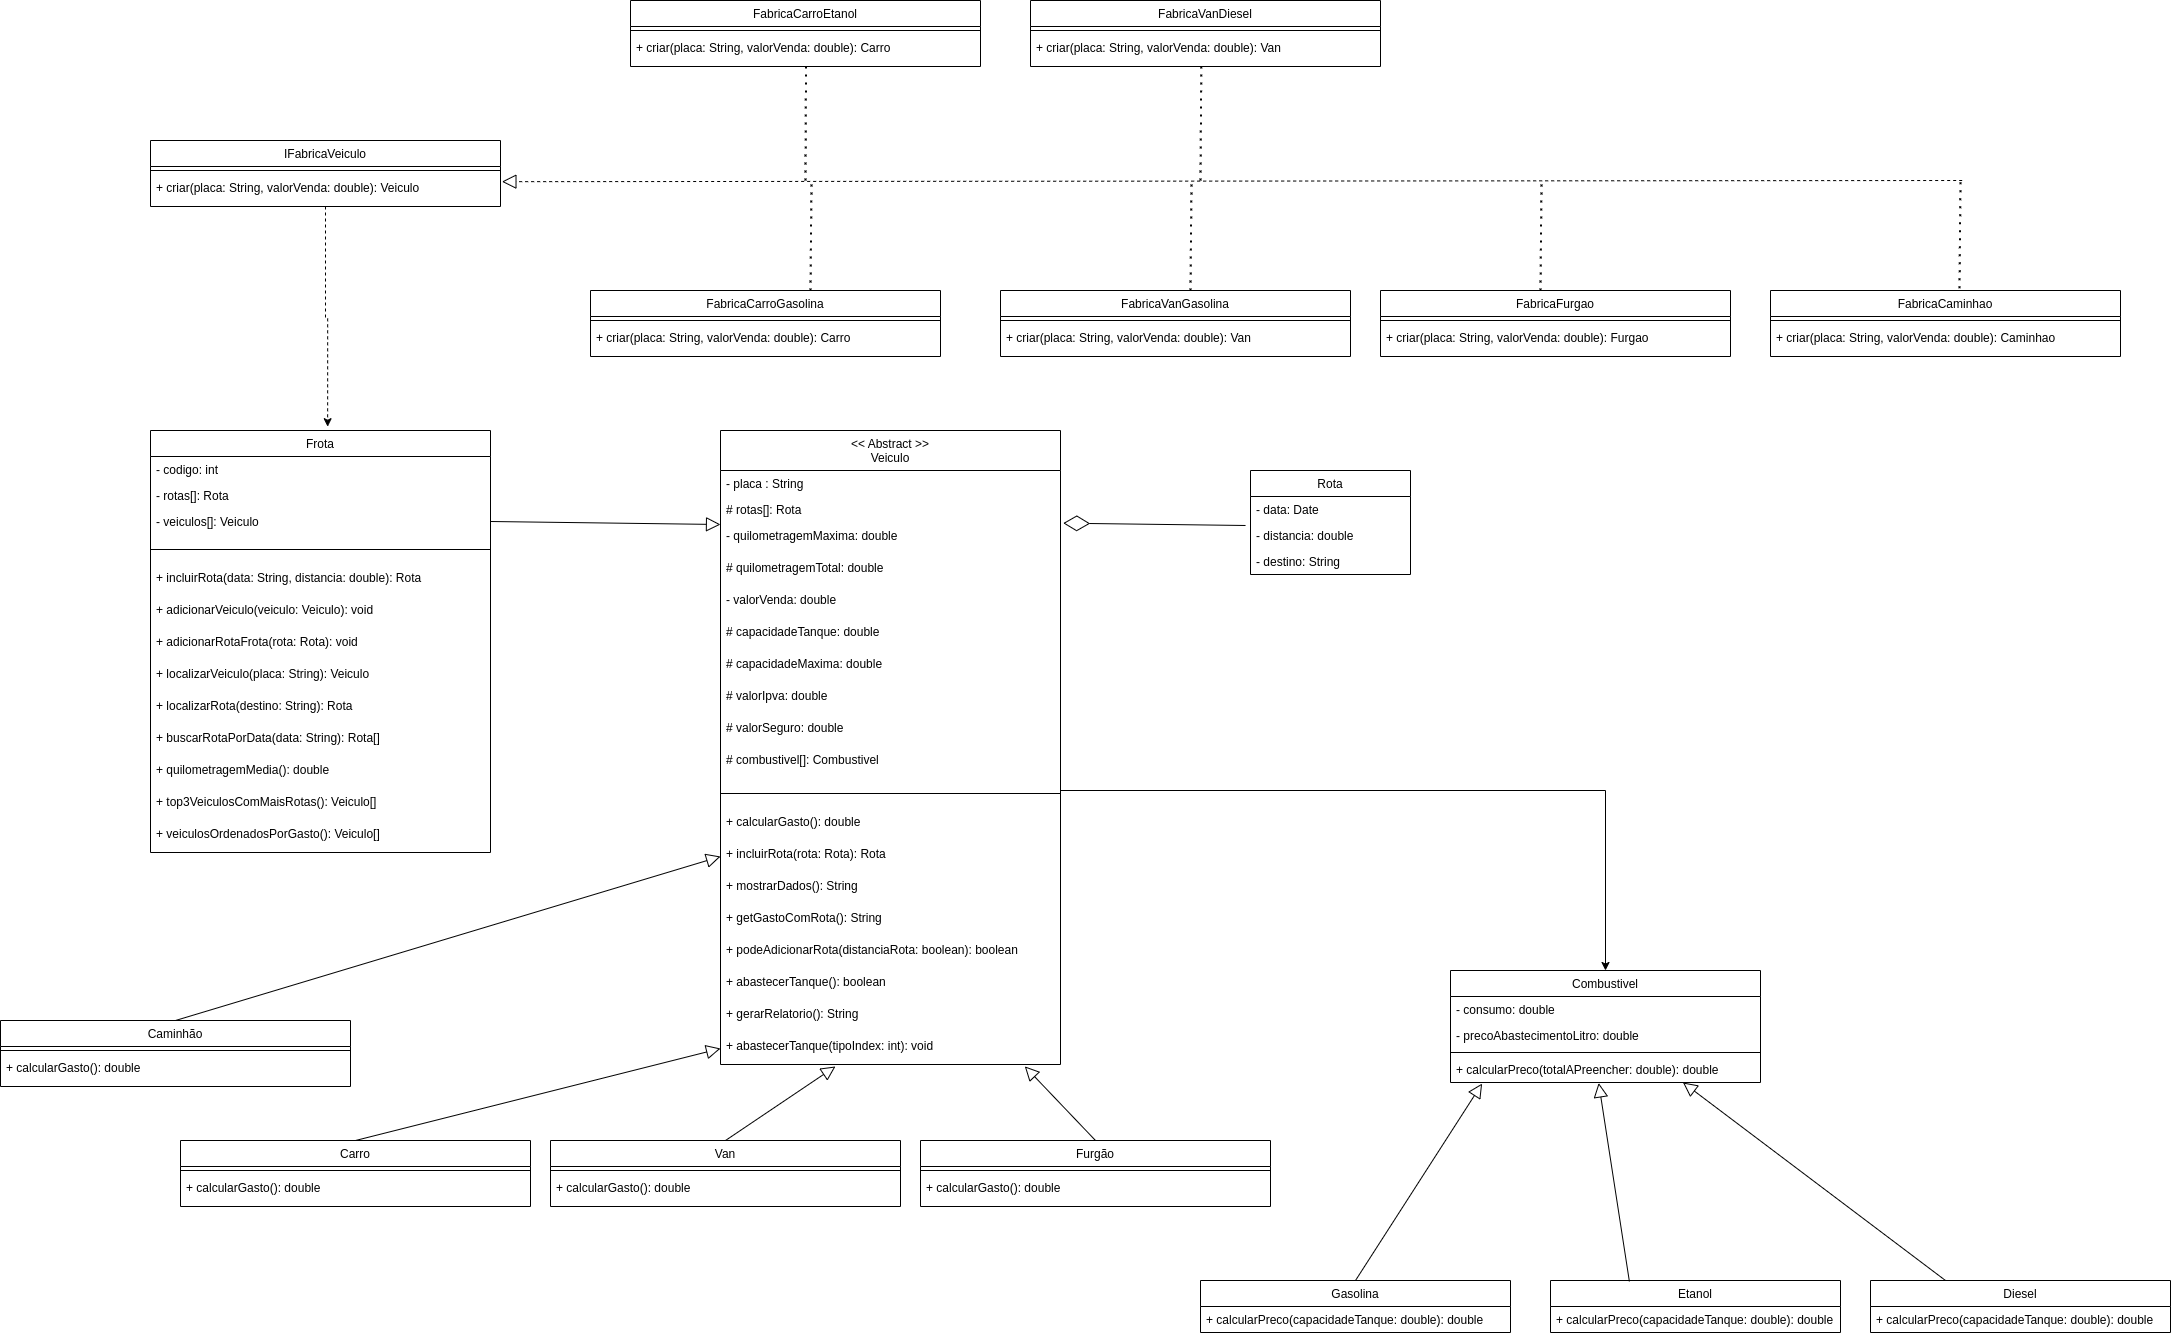 FabricaCarroEtanol
+ criar(placa: String, valorVenda: double): Carro
FabricaVanDiesel
+ criar(placa: String, valorVenda: double): Van
IFabricaVeiculo
+ criar(placa: String, valorVenda: double): Veiculo
FabricaCarroGasolina
+ criar(placa: String, valorVenda: double): Carro
FabricaVanGasolina
+ criar(placa: String, valorVenda: double): Van
FabricaFurgao
+ criar(placa: String, valorVenda: double): Furgao
FabricaCaminhao
+ criar(placa: String, valorVenda: double): Caminhao
Frota
- codigo: int
- rotas[]: Rota
- veiculos[]: Veiculo
+ incluirRota(data: String, distancia: double): Rota
+ adicionarVeiculo(veiculo: Veiculo): void
+ adicionarRotaFrota(rota: Rota): void
+ localizarVeiculo(placa: String): Veiculo
+ localizarRota(destino: String): Rota
+ buscarRotaPorData(data: String): Rota[]
+ quilometragemMedia(): double
+ top3VeiculosComMaisRotas(): Veiculo[]
+ veiculosOrdenadosPorGasto(): Veiculo[]
<< Abstract >>
Veiculo
- placa : String
# rotas[]: Rota
- quilometragemMaxima: double
# quilometragemTotal: double
- valorVenda: double
# capacidadeTanque: double
# capacidadeMaxima: double
# valorIpva: double
# valorSeguro: double
# combustivel[]: Combustivel
+ calcularGasto(): double
+ incluirRota(rota: Rota): Rota
+ mostrarDados(): String
+ getGastoComRota(): String
+ podeAdicionarRota(distanciaRota: boolean): boolean
+ abastecerTanque(): boolean
+ gerarRelatorio(): String
+ abastecerTanque(tipoIndex: int): void
Rota
- data: Date
- distancia: double
- destino: String
Combustivel
- consumo: double
- precoAbastecimentoLitro: double
+ calcularPreco(totalAPreencher: double): double
Caminhão
+ calcularGasto(): double
Carro
+ calcularGasto(): double
Van
+ calcularGasto(): double
Furgão
+ calcularGasto(): double
Gasolina
+ calcularPreco(capacidadeTanque: double): double
Etanol
+ calcularPreco(capacidadeTanque: double): double
Diesel
+ calcularPreco(capacidadeTanque: double): double